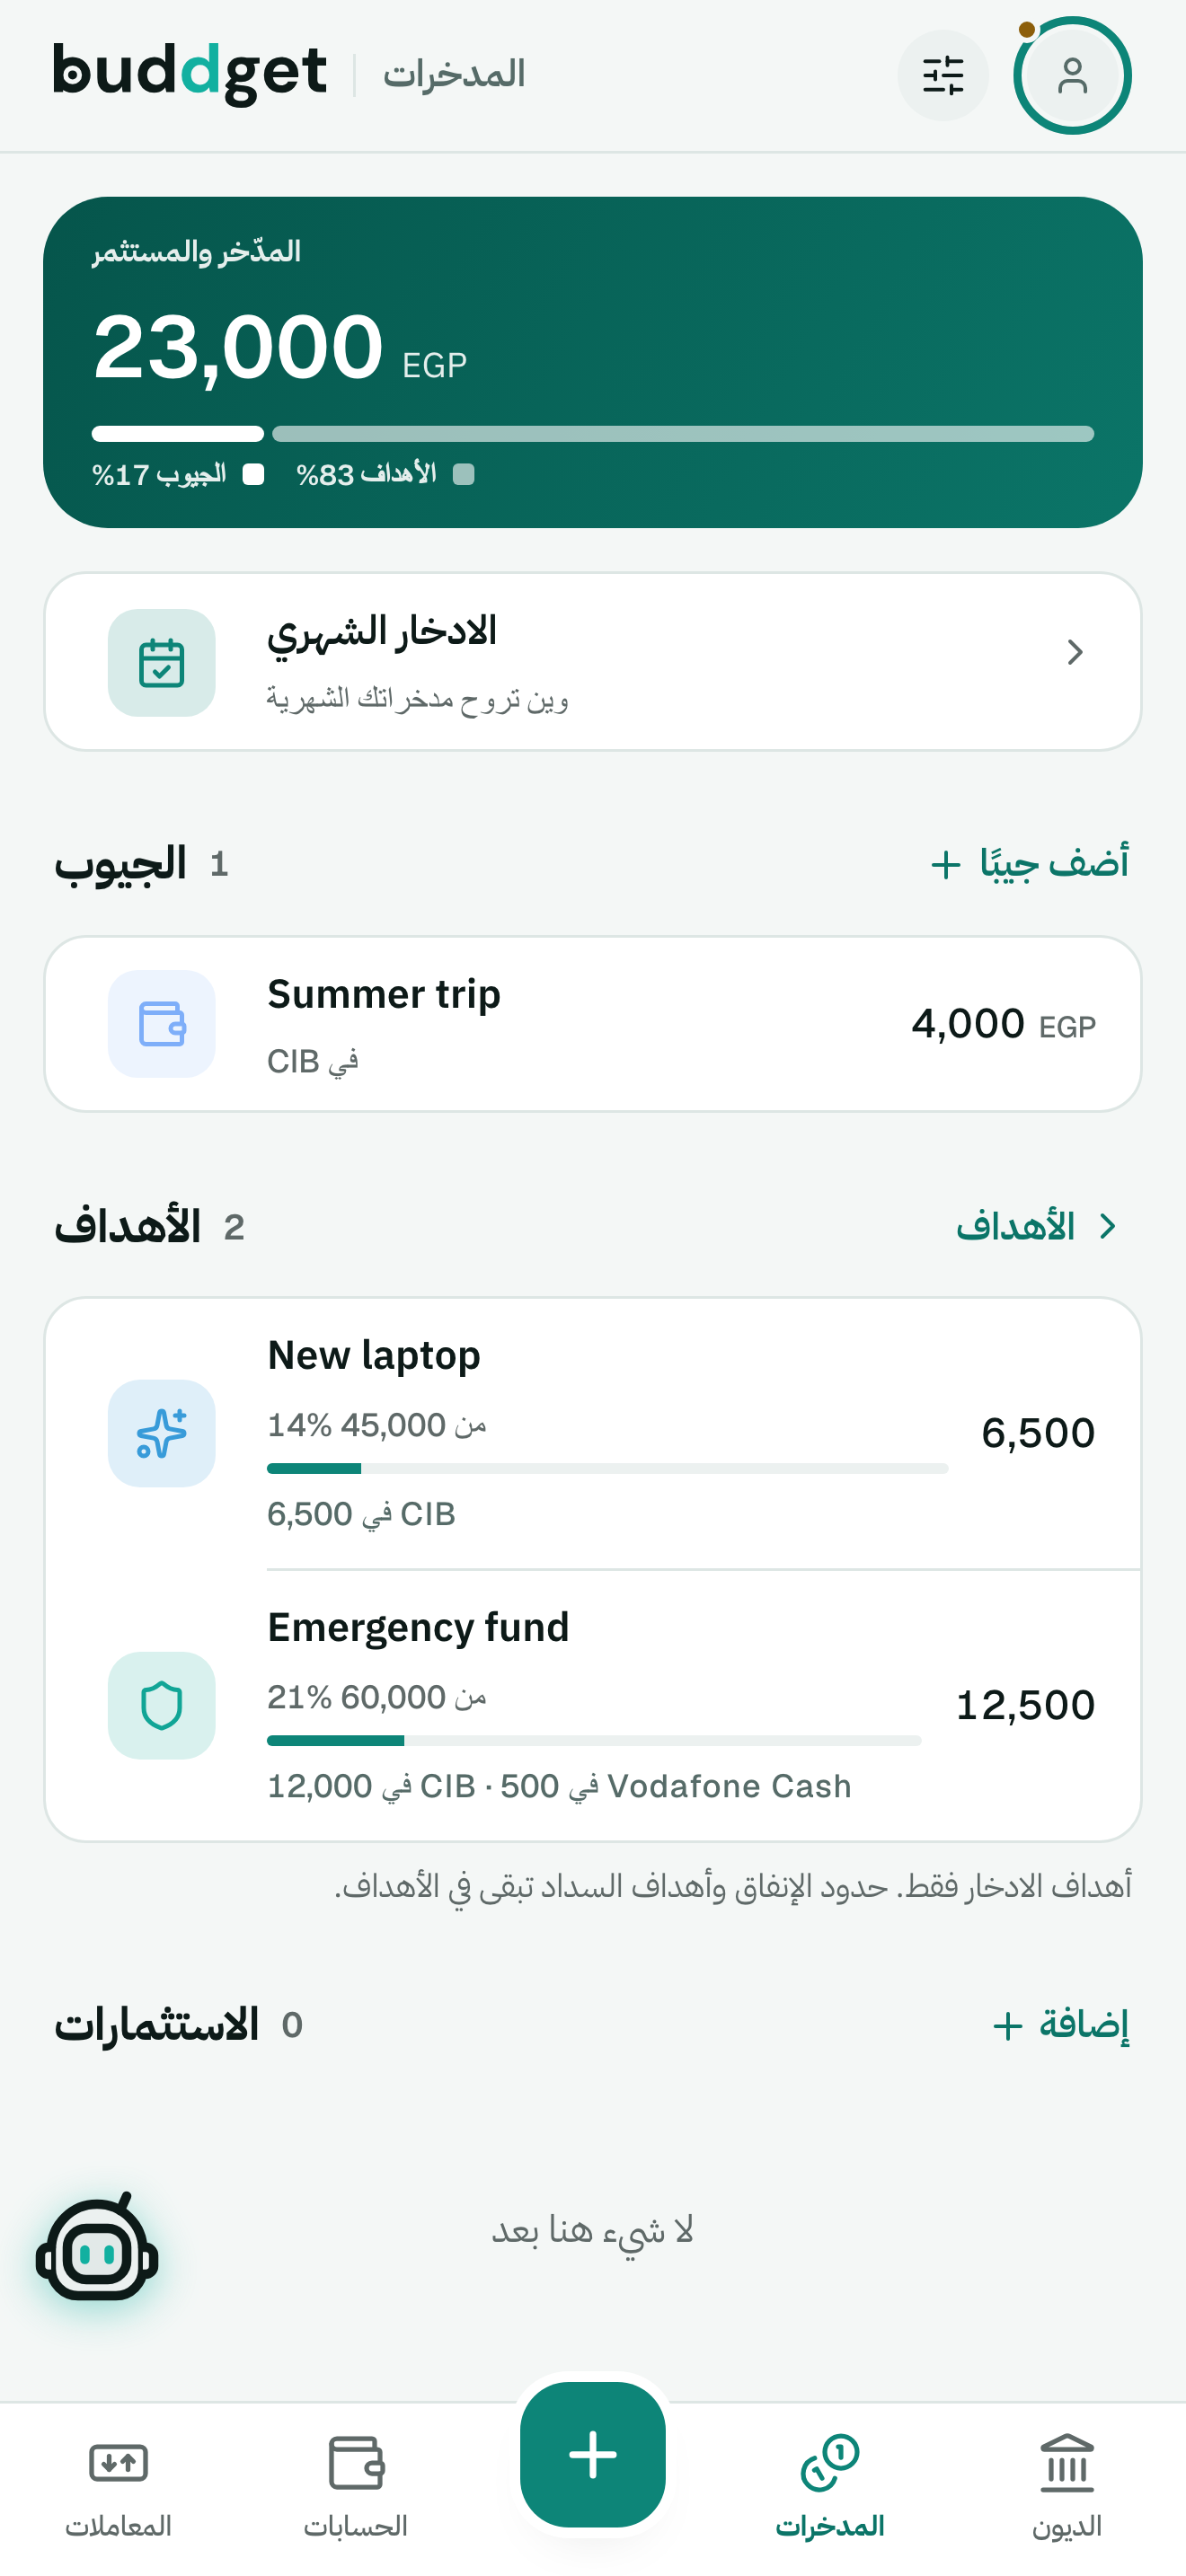 buddget
المدخرات
المدّخر والمستثمر
23,000 EGP
الجيوب 17%
الأهداف 83%
الادخار الشهري
وين تروح مدخراتك الشهرية
الجيوب 1
أضف جيبًا
Summer trip
في CIB
4,000 EGP
الأهداف 2
الأهداف
New laptop
14% من 45,000
6,500 في CIB
6,500
Emergency fund
21% من 60,000
12,000 في CIB · 500 في Vodafone Cash
12,500
أهداف الادخار فقط. حدود الإنفاق وأهداف السداد تبقى في الأهداف.
الاستثمارات 0
إضافة
لا شيء هنا بعد
المعاملات
الحسابات
المدخرات
الديون